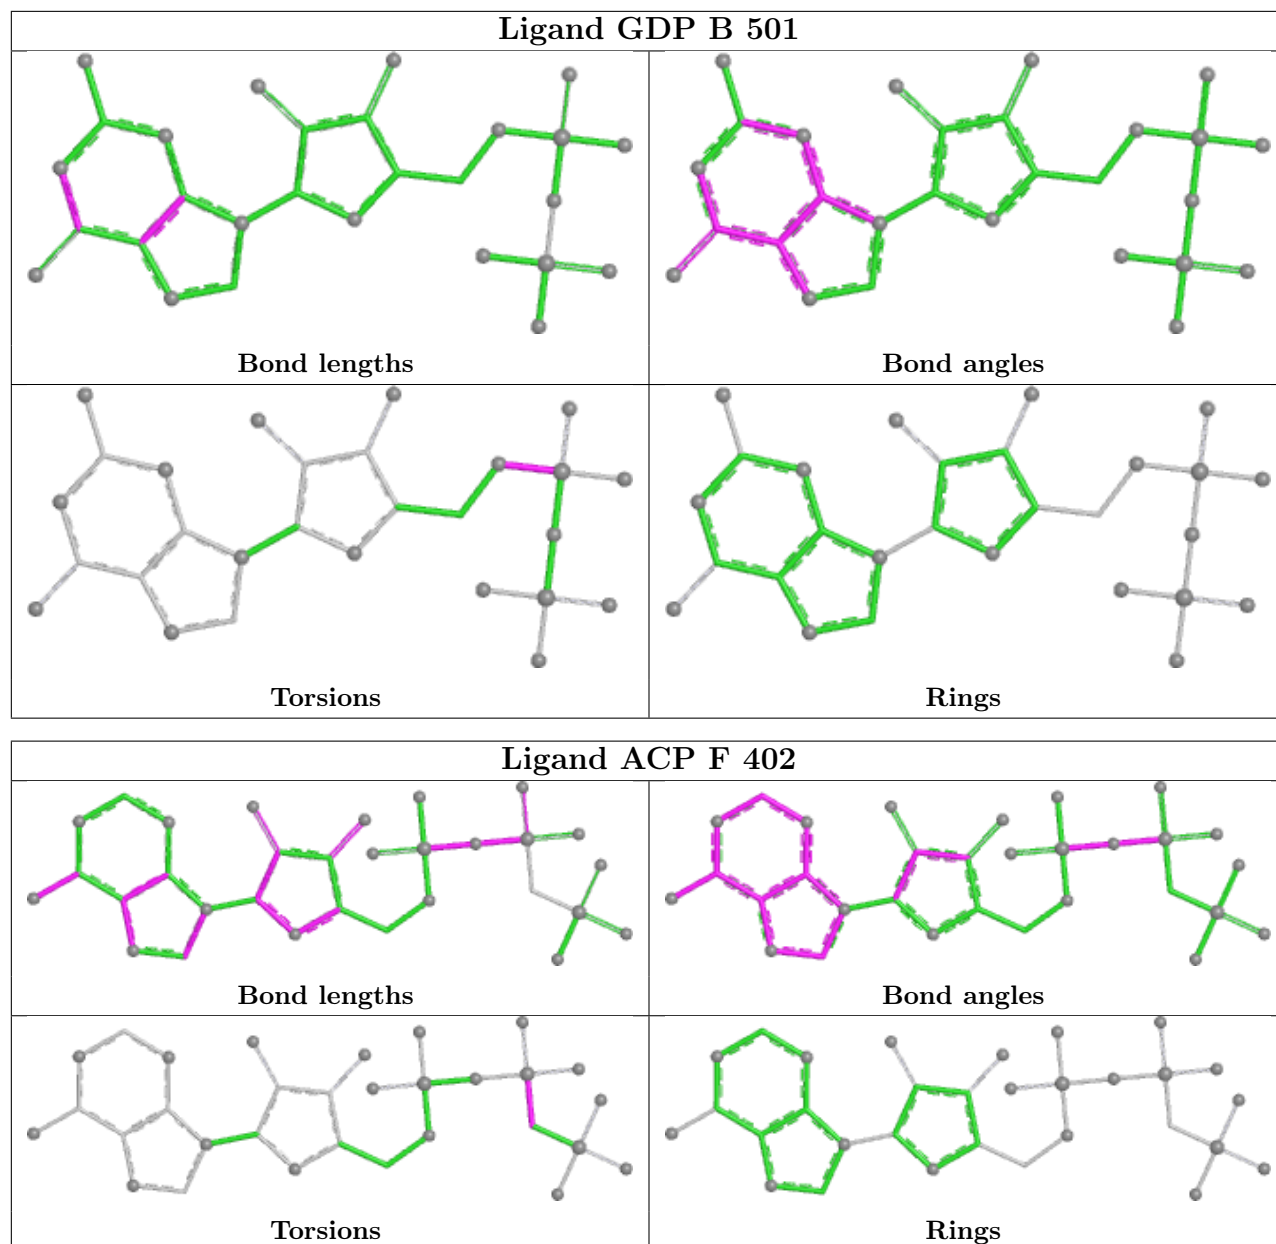 Ligand GDP B 501
Bond lengths
Bond angles
Torsions
Rings
Ligand ACP F 402
Bond lengths
Bond angles
Torsions
Rings